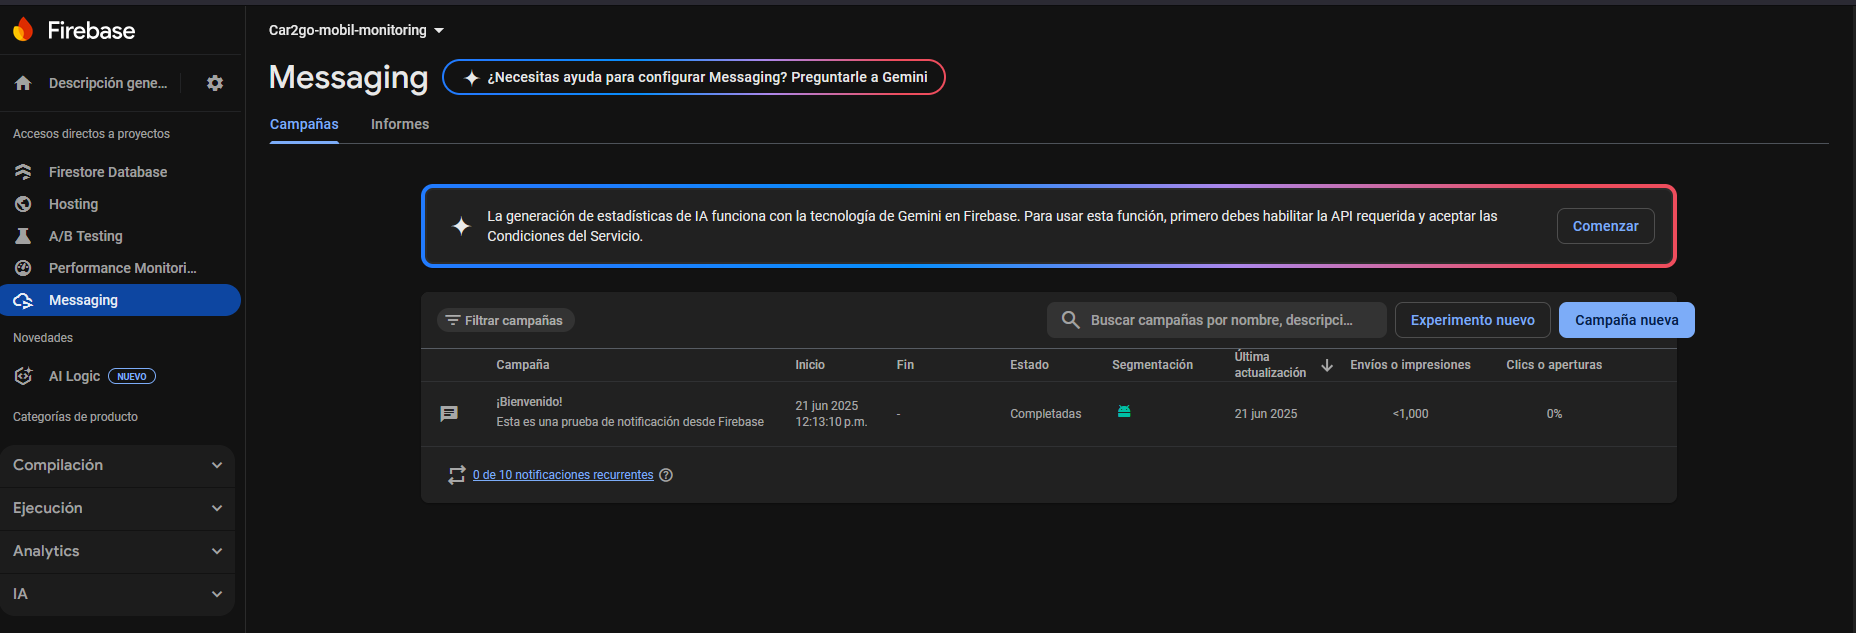 Firebase
Descripción gene...
Accesos directos a proyectos
Firestore Database
Hosting
A/B Testing
Performance Monitori...
Messaging
Novedades
AI Logic NUEVO
Categorías de producto
Compilación
Ejecución
Analytics
IA
Car2go-mobil-monitoring
Messaging
¿Necesitas ayuda para configurar Messaging? Preguntarle a Gemini
Campañas Informes
La generación de estadísticas de IA funciona con la tecnología de Gemini en Firebase. Para usar esta función, primero debes habilitar la API requerida y aceptar las
Condiciones del Servicio.
Comenzar
Filtrar campañas
Buscar campañas por nombre, descripci...
Experimento nuevo
Campaña nueva
Campaña Inicio Fin Estado Segmentación Última actualización Envíos o impresiones Clics o aperturas
¡Bienvenido!
Esta es una prueba de notificación desde Firebase
21 jun 2025
12:13:10 p.m.
-
Completadas
21 jun 2025
<1,000
0%
0 de 10 notificaciones recurrentes ?